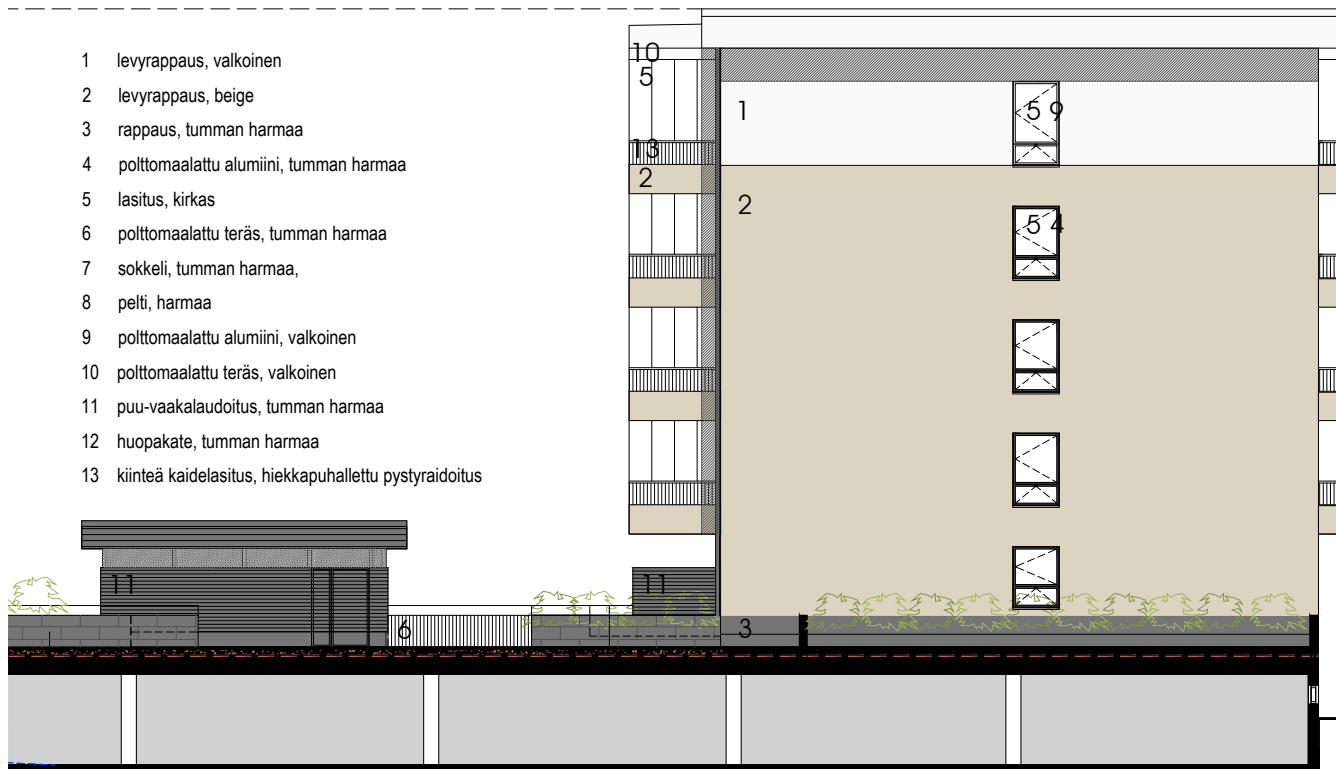 1 levyrappaus, valkoinen
2 levyrappaus, beige
3 rappaus, tumman harmaa
4 polttomaalattu alumiini, tumman harmaa
5 lasitus, kirkas
6 polttomaalattu teräs, tumman harmaa
7 sokkeli, tumman harmaa,
8 pelti, harmaa
9 polttomaalattu alumiini, valkoinen
10 polttomaalattu teräs, valkoinen
11 puu-vaakalaudoitus, tumman harmaa
12 huopakate, tumman harmaa
13 kiinteä kaidelasitus, hiekkapuhallettu pystyraidoitus
10
5
1
5 9
13
2
2
5 4
11
11
6
3